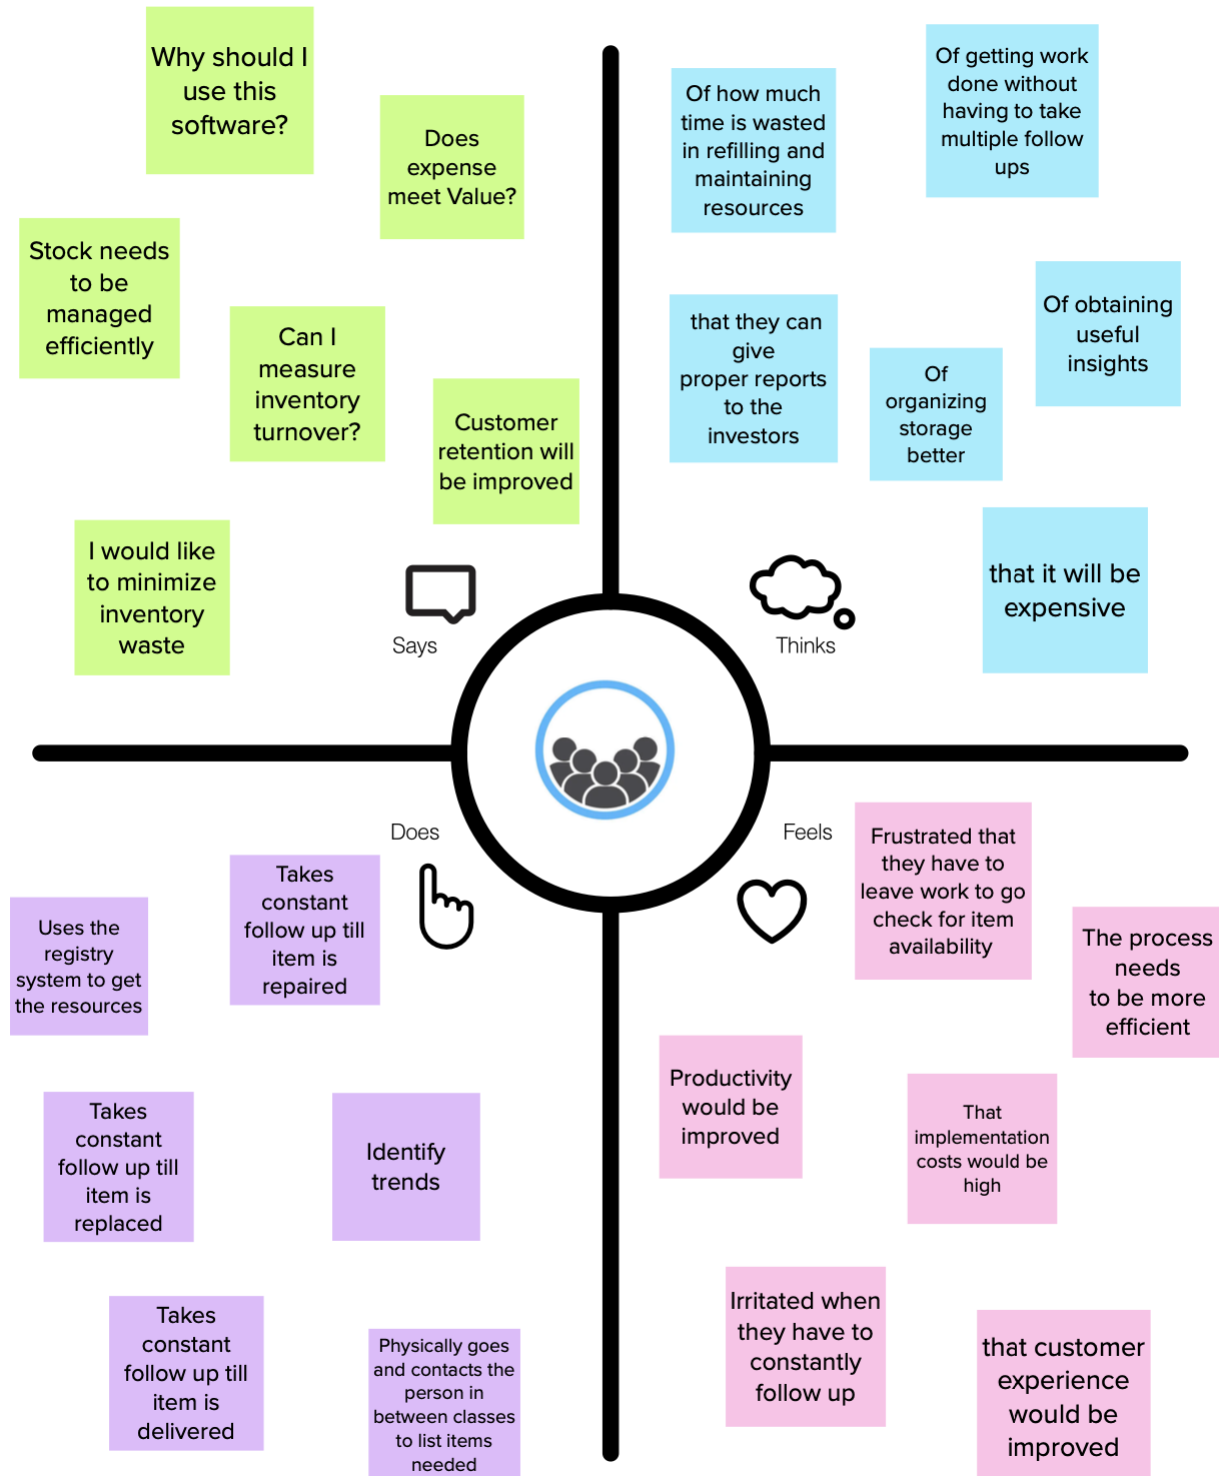 Why should I
use this
software?
Does
expense
meet Value?
Stock needs
to be
managed
efficiently
Can I
measure
inventory
turnover?
Customer
retention will
be improved
I would like
to minimize
inventory
waste
Says
Of how much
time is wasted
in refilling and
maintaining
resources
Of getting work
done without
having to take
multiple follow
ups
that they can
give
proper reports
to the
investors
Of
organizing
storage
better
Of obtaining
useful
insights
that it will be
expensive
Thinks
Does
Takes
constant
follow up till
item is
repaired
Uses the
registry
system to get
the resources
Takes
constant
follow up till
item is
replaced
Identify
trends
Takes
constant
follow up till
item is
delivered
Physically goes
and contacts the
person in
between classes
to list items
needed
Feels
Frustrated that
they have to
leave work to go
check for item
availability
The process
needs
to be more
efficient
Productivity
would be
improved
That
implementation
costs would be
high
Irritated when
they have to
constantly
follow up
that customer
experience
would be
improved